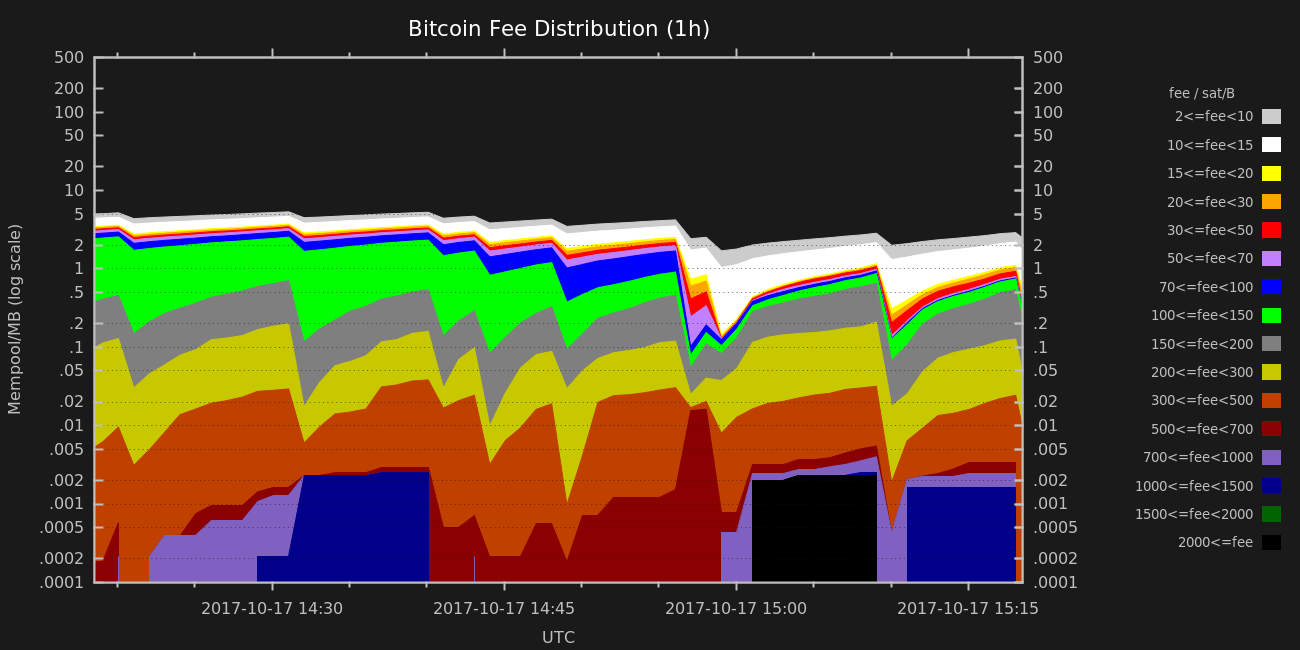 Bitcoin Fee Distribution (1h)
500 500
200 200
100 100
50 50
20 20
10 10
5 5
2 2
1 1
.5 .5
.2 .2
.1 .1
.05 .05
.02 .02
.01 .01
.005 .005
.002 .002
.001 .001
.0005 .0005
.0002 .0002
.0001 .0001
Mempool/MB (log scale)
2017-10-17 14:30 2017-10-17 14:45 2017-10-17 15:00 2017-10-17 15:15
UTC
fee / sat/B
2<=fee<10
10<=fee<15
15<=fee<20
20<=fee<30
30<=fee<50
50<=fee<70
70<=fee<100
100<=fee<150
150<=fee<200
200<=fee<300
300<=fee<500
500<=fee<700
700<=fee<1000
1000<=fee<1500
1500<=fee<2000
2000<=fee